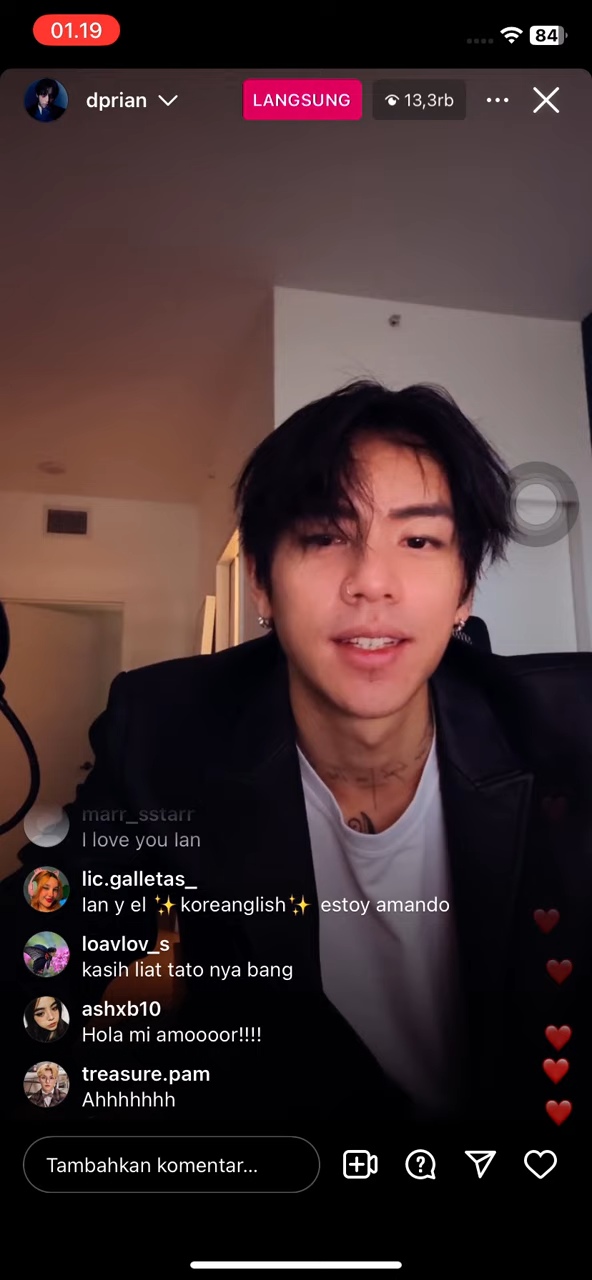 01.19
84
dprian
LANGSUNG
13,3rb
marr_sstarr
I love you Ian
lic.galletas_
Ian y el ✨koreanglish✨ estoy amando
loavlov_s
kasih liat tato nya bang
ashxb10
Hola mi amoooor!!!!
treasure.pam
Ahhhhhhh
Tambahkan komentar...